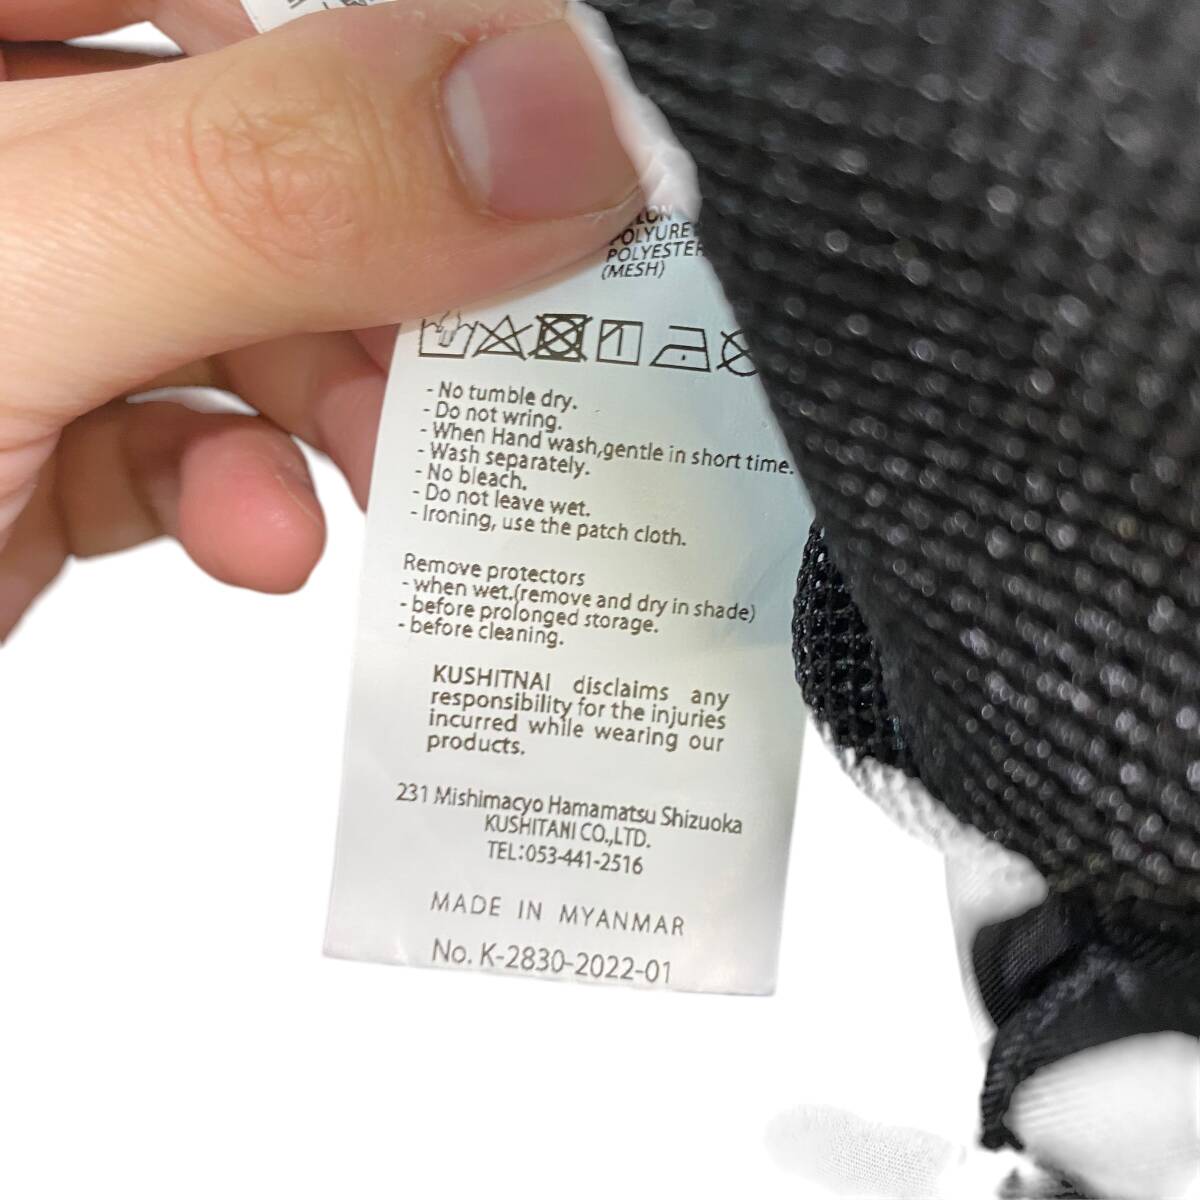 POLYESTER
(MESH)
- No tumble dry.
- Do not wring.
- When Hand wash,gentle in short time.
- Wash separately.
- No bleach.
- Do not leave wet.
- Ironing, use the patch cloth.
Remove protectors
- when wet.(remove and dry in shade)
- before prolonged storage.
- before cleaning.
KUSHITNAI disclaims any
responsibility for the injuries
incurred while wearing our
products.
231 Mishimacyo Hamamatsu Shizuoka
KUSHITANI CO.,LTD.
TEL:053-441-2516
MADE IN MYANMAR
No. K-2830-2022-01